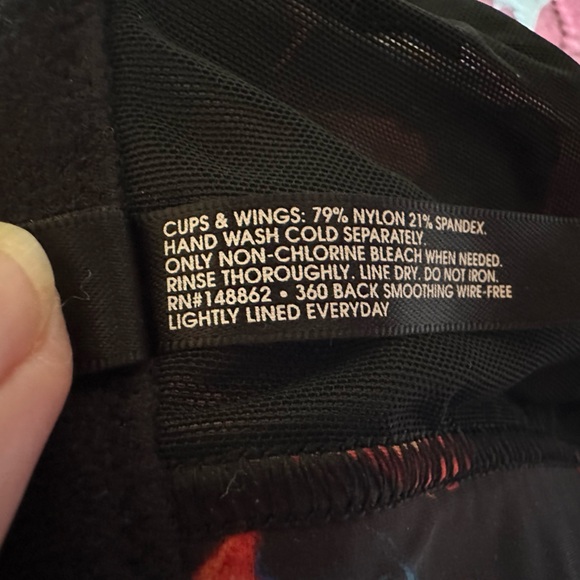 CUPS & WINGS: 79% NYLON 21% SPANDEX.
HAND WASH COLD SEPARATELY.
ONLY NON-CHLORINE BLEACH WHEN NEEDED.
RINSE THOROUGHLY. LINE DRY. DO NOT IRON.
RN#148862 • 360 BACK SMOOTHING WIRE-FREE
LIGHTLY LINED EVERYDAY